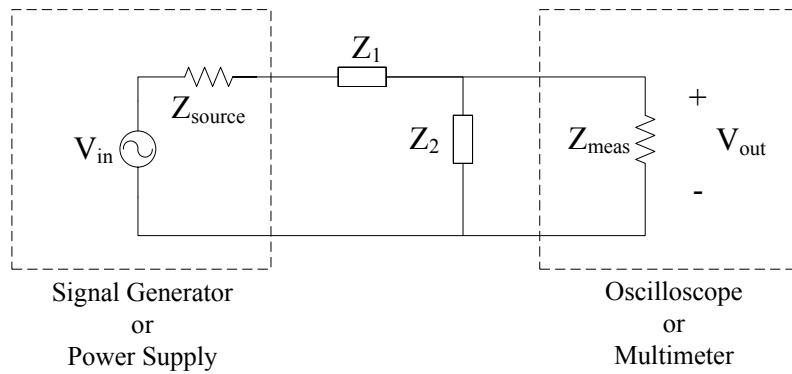 Z1
Zsource
Vin
Z2
Zmeas
+
Vout
-
Signal Generator
or
Power Supply
Oscilloscope
or
Multimeter